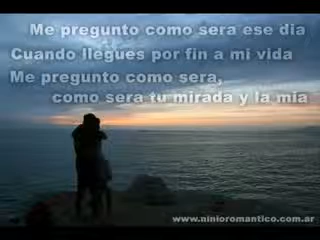 Me pregunto como sera ese dia
Cuando llegues por fin a mi vida
Me pregunto como sera,
como sera tu mirada y la mia
www.ninioromantico.com.ar